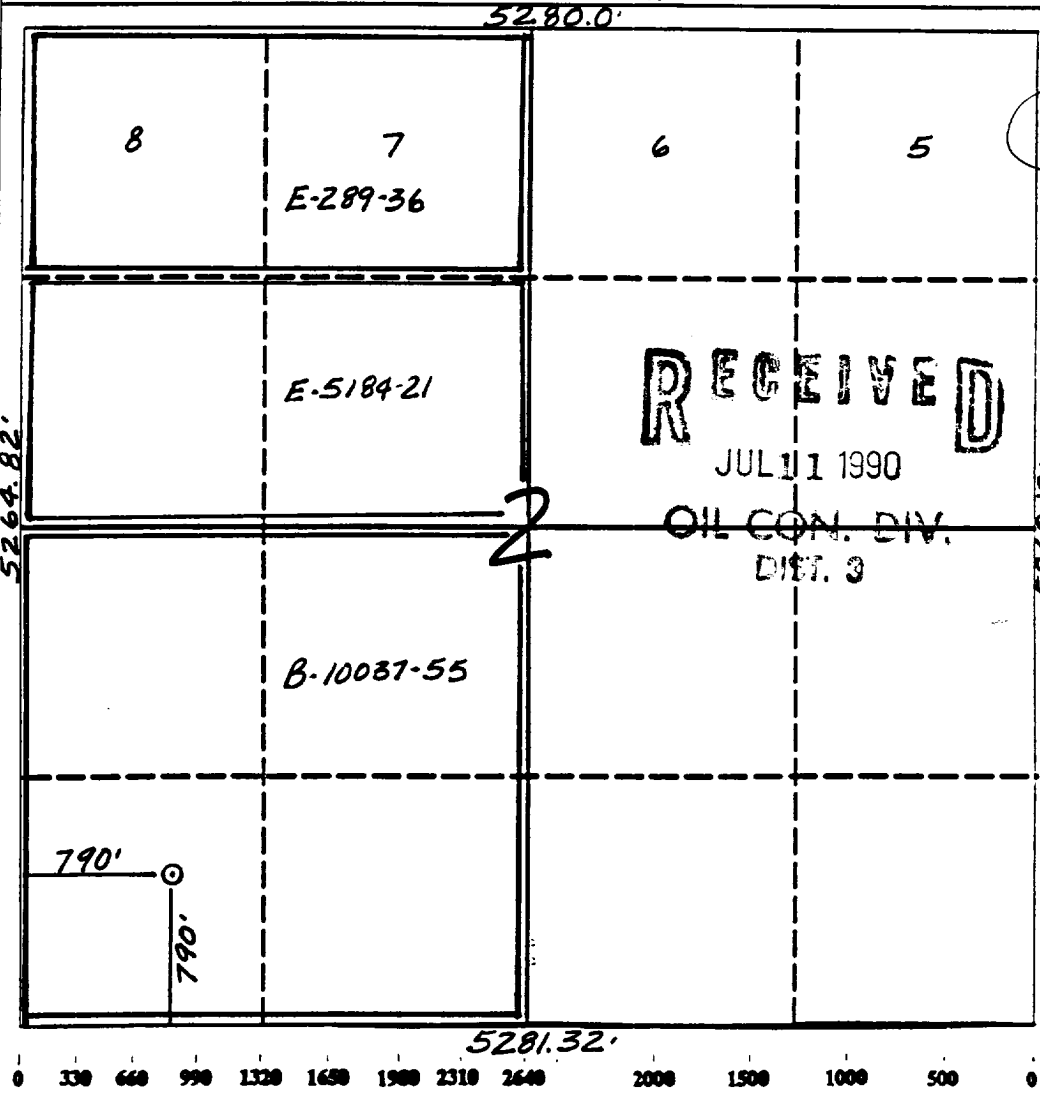 5280.0'
8 7 6 5
E-289-36
E-5184-21
RECEIVED
JUL 11 1990
5264.82'
2
OIL CON. DIV.
DIST. 3
B-10037-55
790'
790'
5281.32'
0 330 660 990 1320 1650 1980 2310 2640 2000 1500 1000 500 0